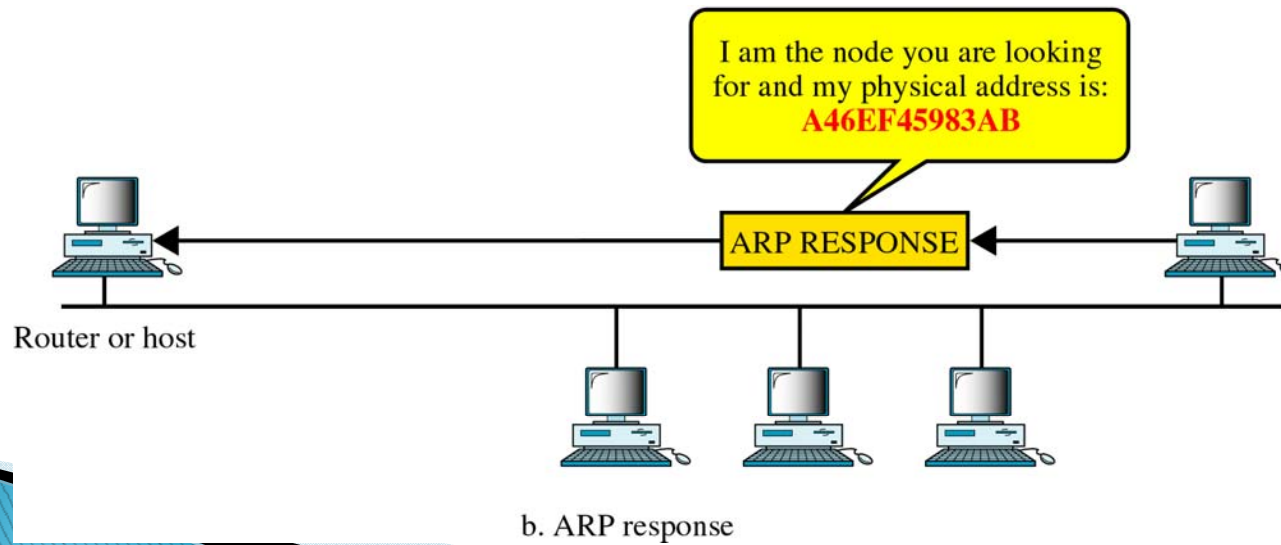 I am the node you are looking
for and my physical address is:
A46EF45983AB
ARP RESPONSE
Router or host
b. ARP response